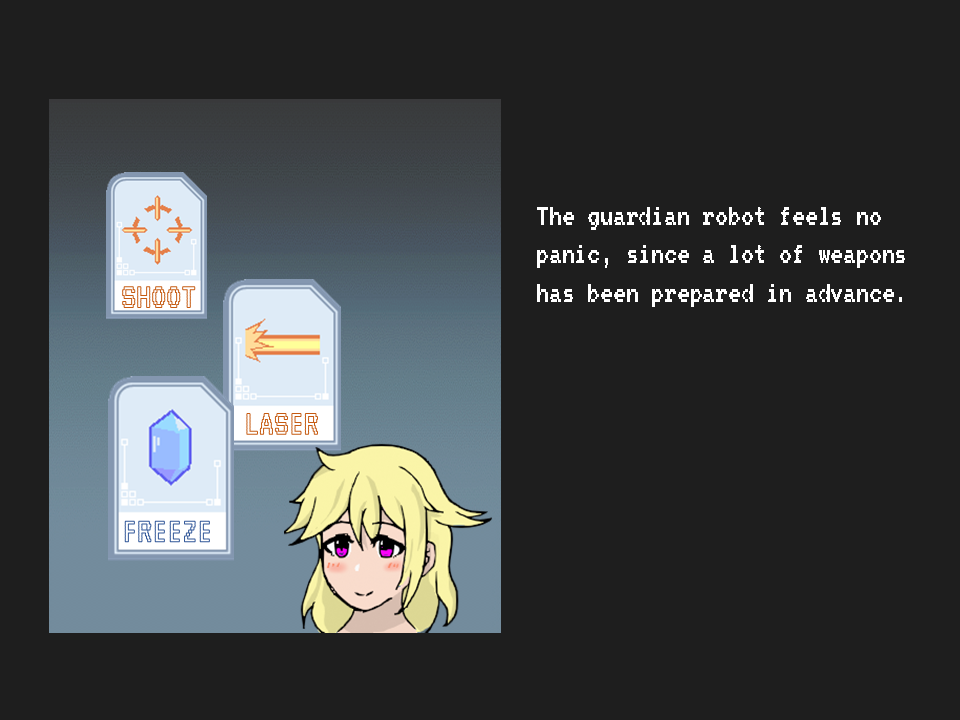 SHOOT
LASER
FREEZE
The guardian robot feels no
panic, since a lot of weapons
has been prepared in advance.